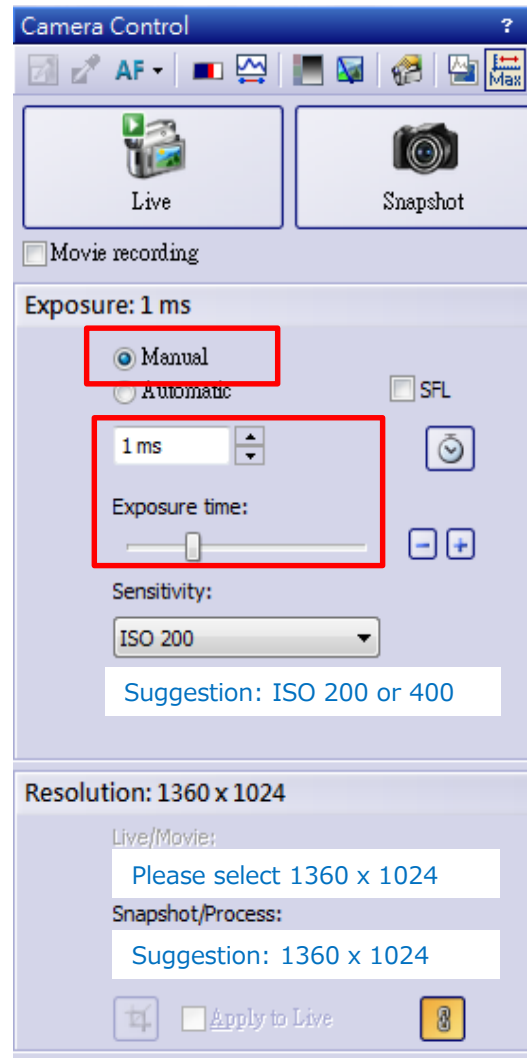 Camera Control ?
AF Max
Live Snapshot
Movie recording
Exposure: 1 ms
Manual
Automatic SFL
1 ms
Exposure time:
Sensitivity:
ISO 200
Suggestion: ISO 200 or 400
Resolution: 1360 x 1024
Live/Movie:
Please select 1360 x 1024
Snapshot/Process:
Suggestion: 1360 x 1024
Apply to Live